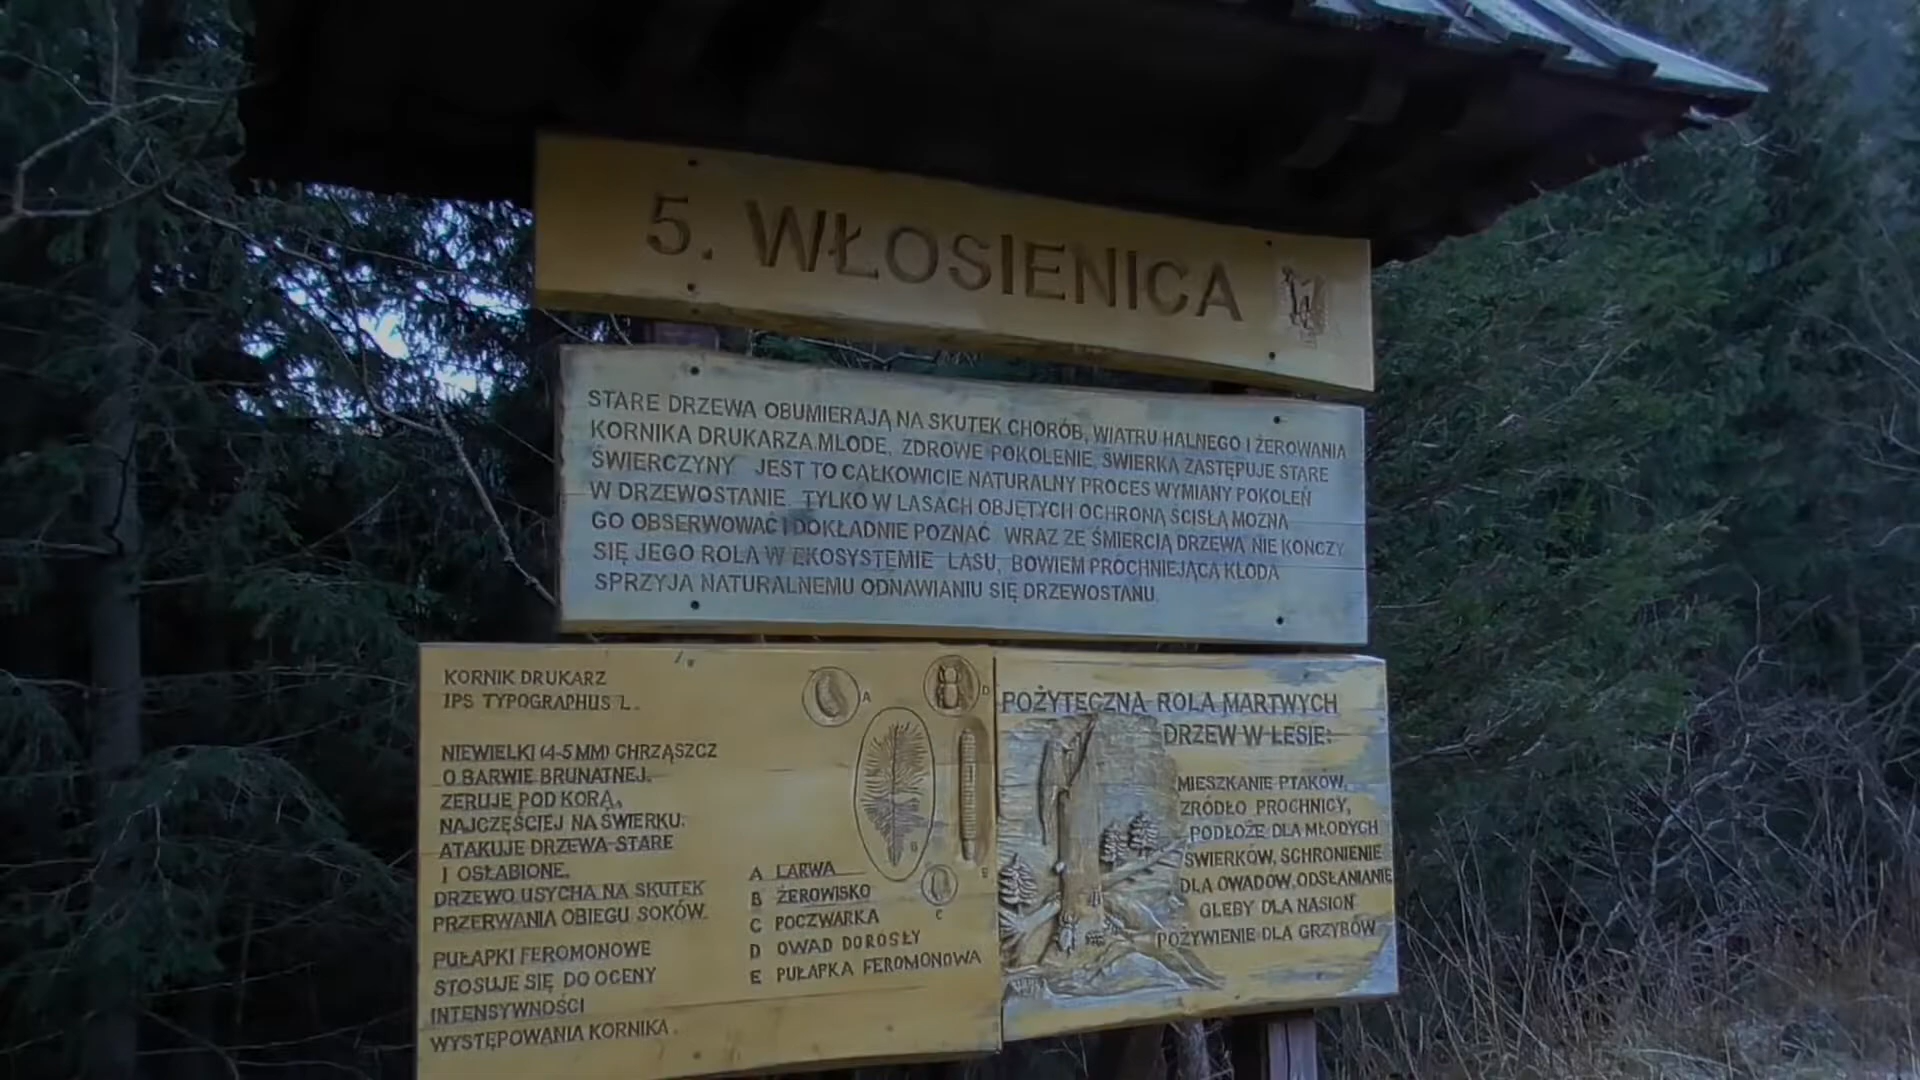 5. WŁOSIENICA
STARE DRZEWA OBUMIERAJĄ NA SKUTEK CHORÓB, WIATRU HALNEGO I ŻEROWANIA
KORNIKA DRUKARZA.MŁODE, ZDROWE POKOLENIE ŚWIERKA ZASTĘPUJE STARE
ŚWIERCZYNY JEST TO CAŁKOWICIE NATURALNY PROCES WYMIANY POKOLEŃ
W DRZEWOSTANIE. TYLKO W LASACH OBJĘTYCH OCHRONĄ ŚCISŁĄ MOŻNA
GO OBSERWOWAĆ I DOKŁADNIE POZNAĆ. WRAZ ZE ŚMIERCIĄ DRZEWA NIE KOŃCZY
SIĘ JEGO ROLA W EKOSYSTEMIE LASU, BOWIEM PRÓCHNIEJĄCA KŁODA
SPRZYJA NATURALNEMU ODNAWIANIU SIĘ DRZEWOSTANU.
KORNIK DRUKARZ
IPS TYPOGRAPHUS L.
NIEWIELKI (4-5 MM) CHRZĄSZCZ
O BARWIE BRUNATNEJ.
ŻERUJE POD KORĄ,
NAJCZĘŚCIEJ NA ŚWIERKU.
ATAKUJE DRZEWA STARE
I OSŁABIONE.
DRZEWO USYCHA NA SKUTEK
PRZERWANIA OBIEGU SOKÓW.
PUŁAPKI FEROMONOWE
STOSUJE SIĘ DO OCENY
INTENSYWNOŚCI
WYSTĘPOWANIA KORNIKA.
A
D
B
E
C
A LARWA
B ŻEROWISKO
C POCZWARKA
D OWAD DOROSŁY
E PUŁAPKA FEROMONOWA
POŻYTECZNA ROLA MARTWYCH
DRZEW W LESIE:
MIESZKANIE PTAKÓW,
ŹRÓDŁO PRÓCHNICY,
PODŁOŻE DLA MŁODYCH
ŚWIERKÓW, SCHRONIENIE
DLA OWADÓW, ODSŁANIANIE
GLEBY DLA NASION
POŻYWIENIE DLA GRZYBÓW